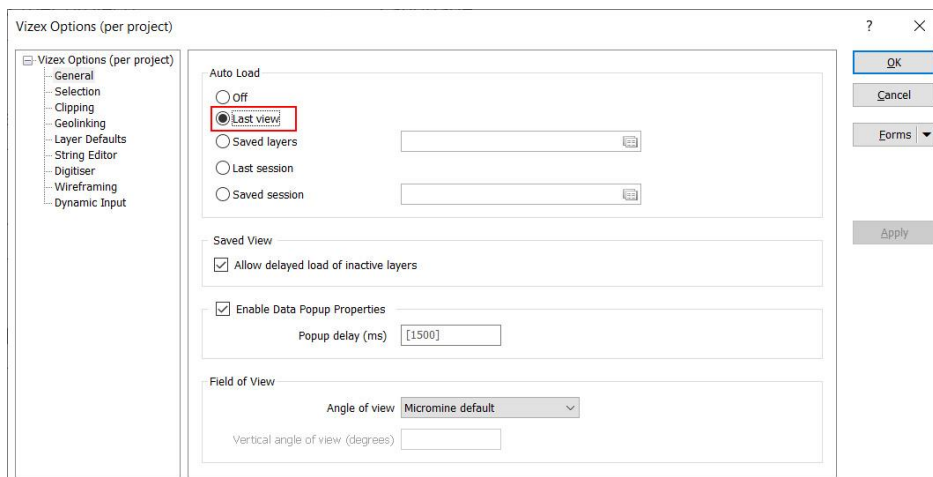 Vizex Options (per project)
?
Vizex Options (per project)
General
Selection
Clipping
Geolinking
Layer Defaults
String Editor
Digitiser
Wireframing
Dynamic Input
Auto Load
Off
Last view
Saved layers
Last session
Saved session
Saved View
Allow delayed load of inactive layers
Enable Data Popup Properties
Popup delay (ms) [1500]
Field of View
Angle of view Micromine default
Vertical angle of view (degrees)
OK
Cancel
Forms
Apply